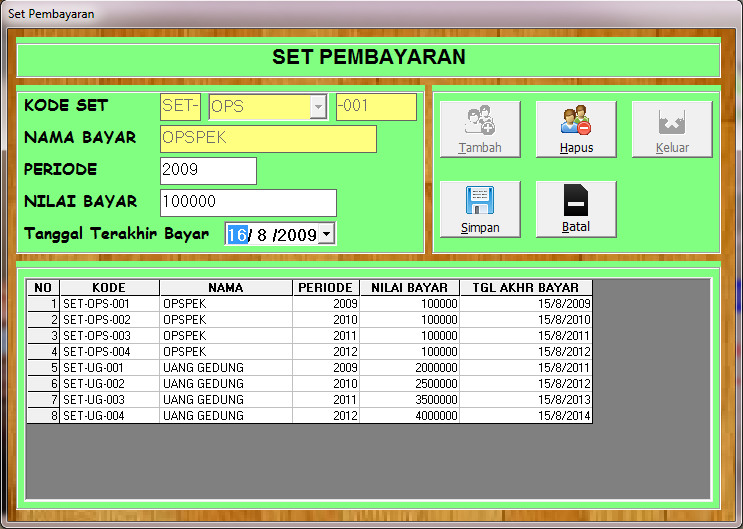 Set Pembayaran
SET PEMBAYARAN
KODE SET SET- OPS -001
NAMA BAYAR OPSPEK
PERIODE 2009
NILAI BAYAR 100000
Tanggal Terakhir Bayar 16/ 8 /2009
Tambah Hapus Keluar
Simpan Batal
NO KODE NAMA PERIODE NILAI BAYAR TGL AKHR BAYAR
1 SET-OPS-001 OPSPEK 2009 100000 15/8/2009
2 SET-OPS-002 OPSPEK 2010 100000 15/8/2010
3 SET-OPS-003 OPSPEK 2011 100000 15/8/2011
4 SET-OPS-004 OPSPEK 2012 100000 15/8/2012
5 SET-UG-001 UANG GEDUNG 2009 2000000 15/8/2011
6 SET-UG-002 UANG GEDUNG 2010 2500000 15/8/2012
7 SET-UG-003 UANG GEDUNG 2011 3500000 15/8/2013
8 SET-UG-004 UANG GEDUNG 2012 4000000 15/8/2014